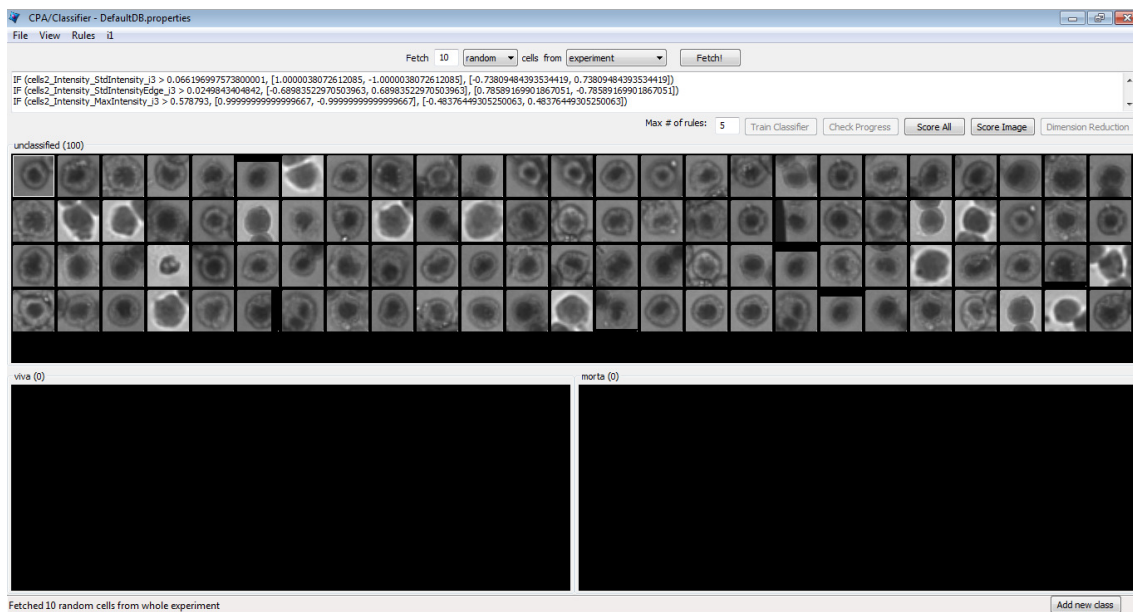 CPA/Classifier - DefaultDB.properties
File View Rules i1
Fetch 10 random cells from experiment Fetch!
IF (cells2_Intensity_StdIntensity_i3 > 0.066196997573800001, [1.0000038072612085, -1.0000038072612085], [-0.73809484393534419, 0.73809484393534419])
IF (cells2_Intensity_StdIntensityEdge_i3 > 0.0249843404842, [-0.68983522970503963, 0.68983522970503963], [0.78589169901867051, -0.78589169901867051])
IF (cells2_Intensity_MaxIntensity_i3 > 0.578793, [0.99999999999999667, -0.99999999999999667], [-0.48376449305250063, 0.48376449305250063])
Max # of rules: 5 Train Classifier Check Progress Score All Score Image Dimension Reduction
unclassified (100)
viva (0) morta (0)
Fetched 10 random cells from whole experiment Add new class